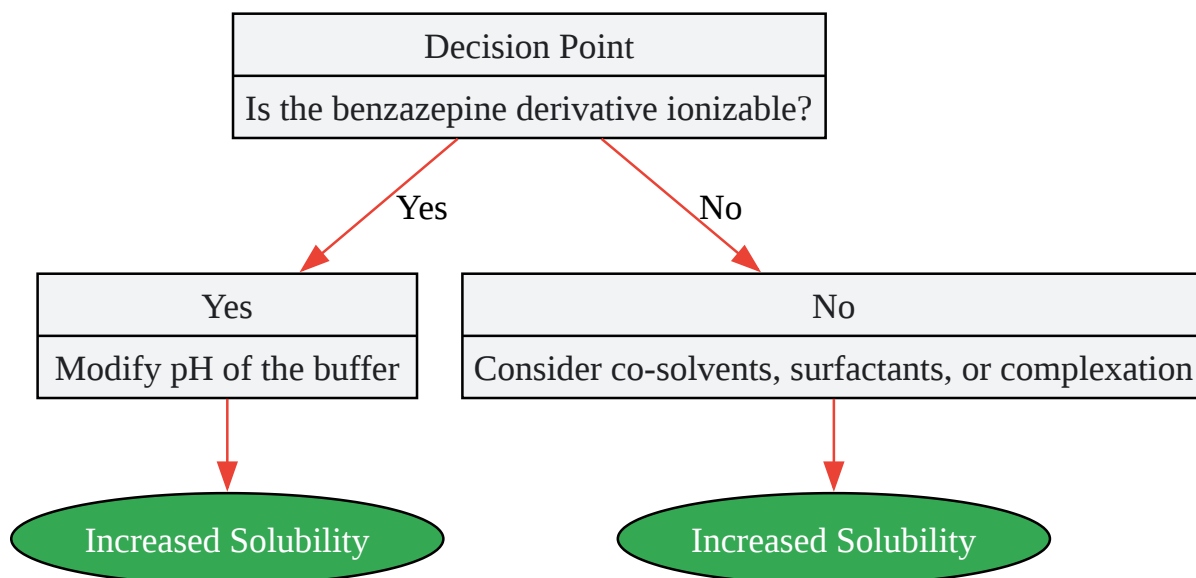 Decision Point
Is the benzazepine derivative ionizable?
Yes
No
Yes
Modify pH of the buffer
No
Consider co-solvents, surfactants, or complexation
Increased Solubility
Increased Solubility